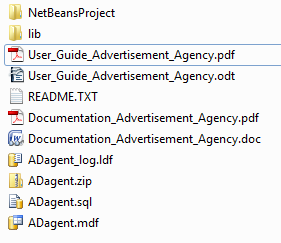 NetBeansProject
lib
User_Guide_Advertisement_Agency.pdf
User_Guide_Advertisement_Agency.odt
README.TXT
Documentation_Advertisement_Agency.pdf
Documentation_Advertisement_Agency.doc
ADagent_log.ldf
ADagent.zip
ADagent.sql
ADagent.mdf